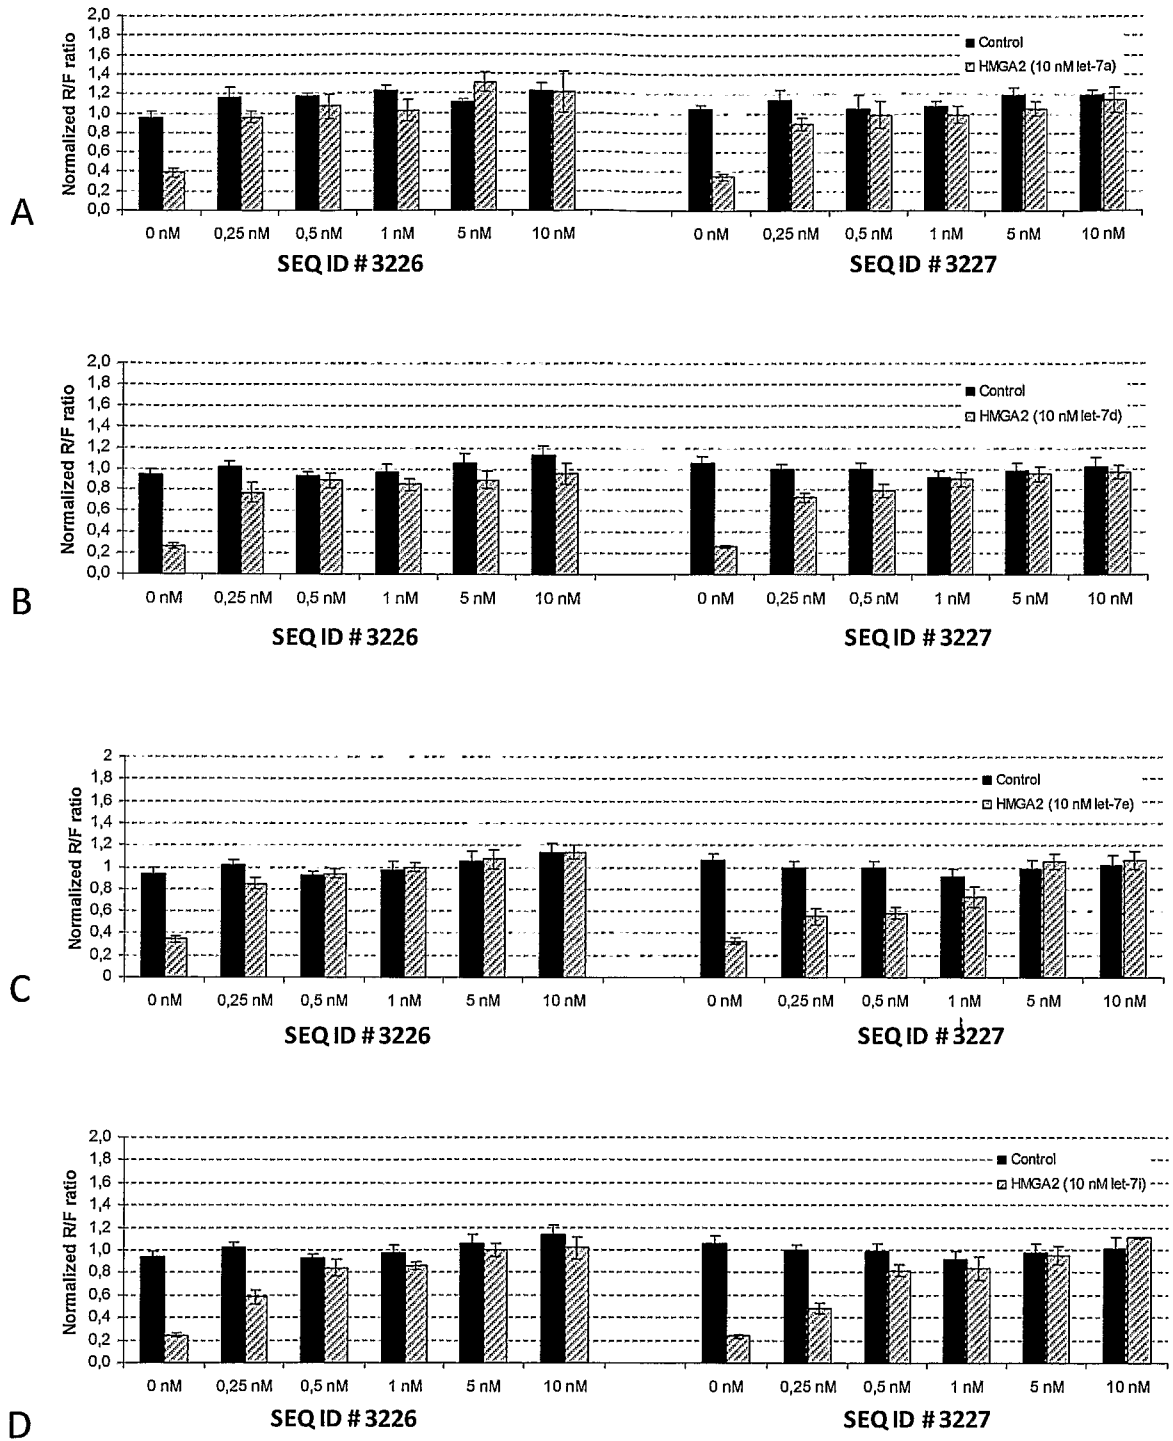 2,0
1,8
1,6
1,4
1,2
1,0
0,8
0,6
0,4
0,2
0,0
Normalized R/F ratio
Control
HMGA2 (10 nM let-7a)
A
0 nM 0,25 nM 0,5 nM 1 nM 5 nM 10 nM 0 nM 0,25 nM 0,5 nM 1 nM 5 nM 10 nM
SEQ ID # 3226 SEQ ID # 3227
2,0
1,8
1,6
1,4
1,2
1,0
0,8
0,6
0,4
0,2
0,0
Normalized R/F ratio
Control
HMGA2 (10 nM let-7d)
B
0 nM 0,25 nM 0,5 nM 1 nM 5 nM 10 nM 0 nM 0,25 nM 0,5 nM 1 nM 5 nM 10 nM
SEQ ID # 3226 SEQ ID # 3227
2
1,8
1,6
1,4
1,2
1
0,8
0,6
0,4
0,2
0
Normalized R/F ratio
Control
HMGA2 (10 nM let-7e)
C
0 nM 0,25 nM 0,5 nM 1 nM 5 nM 10 nM 0 nM 0,25 nM 0,5 nM 1 nM 5 nM 10 nM
SEQ ID # 3226 SEQ ID # 3227
2,0
1,8
1,6
1,4
1,2
1,0
0,8
0,6
0,4
0,2
0,0
Normalized R/F ratio
Control
HMGA2 (10 nM let-7i)
D
0 nM 0,25 nM 0,5 nM 1 nM 5 nM 10 nM 0 nM 0,25 nM 0,5 nM 1 nM 5 nM 10 nM
SEQ ID # 3226 SEQ ID # 3227